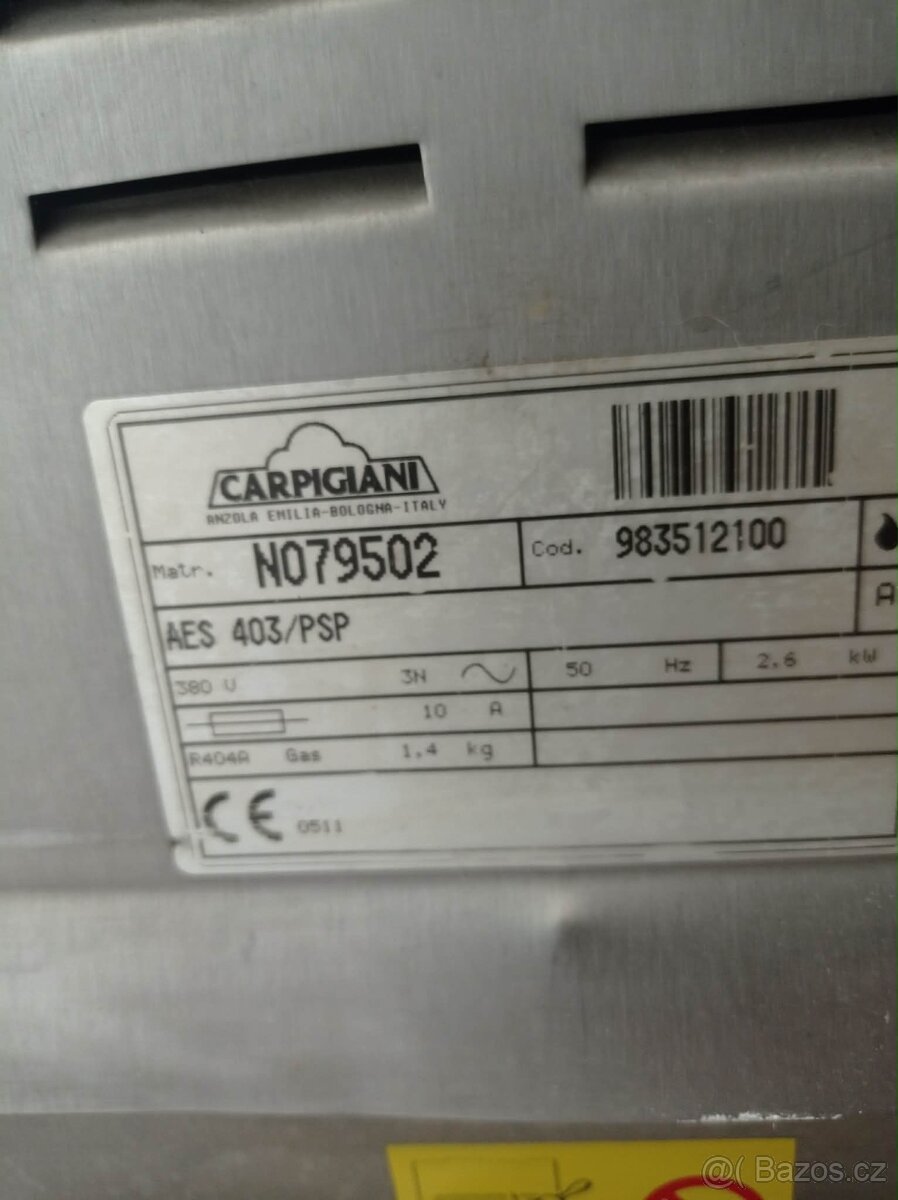 CARPIGIANI
ANZOLA EMILIA-BOLOGNA-ITALY
Matr. N079502 Cod. 983512100
A
AES 403/PSP
380 V 3N 50 Hz 2.6 kW
10 A
R404A Gas 1,4 kg
CE 0511
@( Bazos.cz